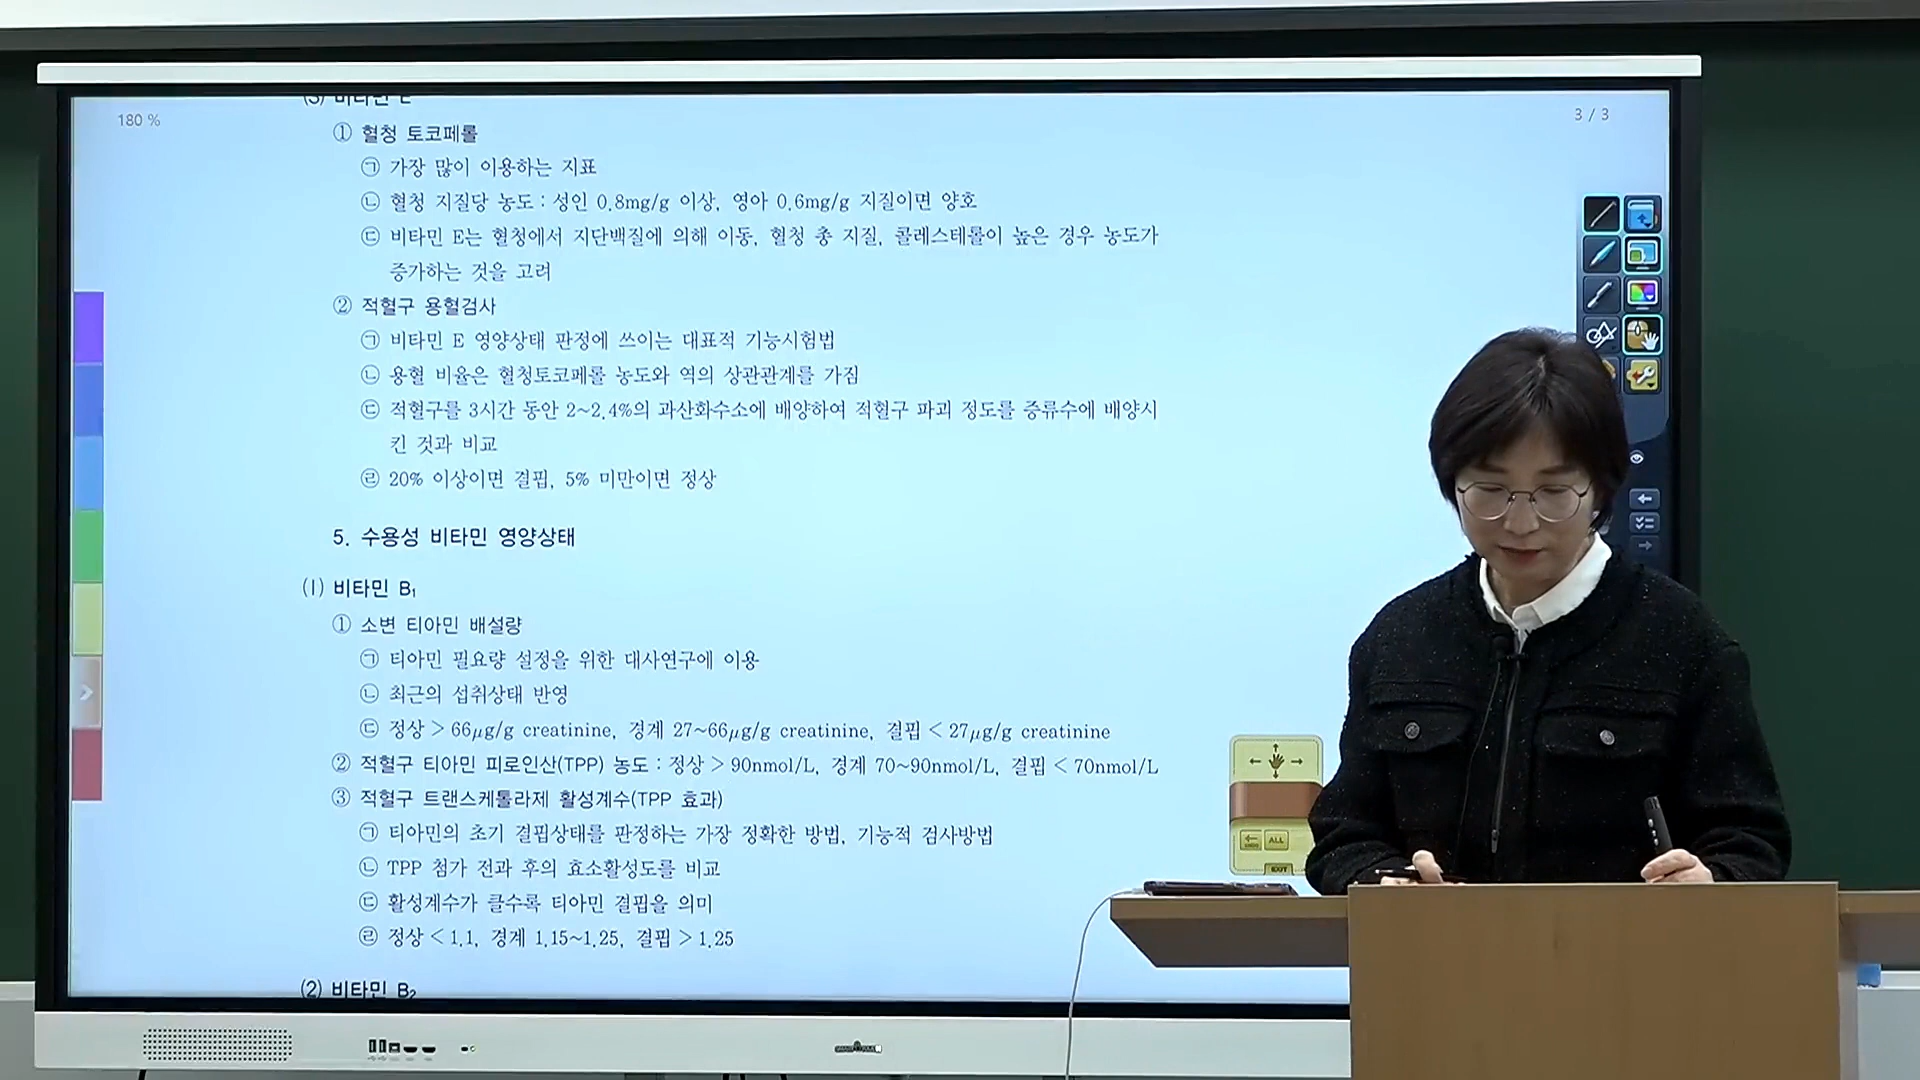 180 %
3 / 3
(3) 비타민 E
① 혈청 토코페롤
㉠ 가장 많이 이용하는 지표
㉡ 혈청 지질당 농도 : 성인 0.8mg/g 이상, 영아 0.6mg/g 지질이면 양호
㉢ 비타민 E는 혈청에서 지단백질에 의해 이동, 혈청 총 지질, 콜레스테롤이 높은 경우 농도가
증가하는 것을 고려
② 적혈구 용혈검사
㉠ 비타민 E 영양상태 판정에 쓰이는 대표적 기능시험법
㉡ 용혈 비율은 혈청토코페롤 농도와 역의 상관관계를 가짐
㉢ 적혈구를 3시간 동안 2~2.4%의 과산화수소에 배양하여 적혈구 파괴 정도를 증류수에 배양시
킨 것과 비교
㉣ 20% 이상이면 결핍, 5% 미만이면 정상
5. 수용성 비타민 영양상태
(1) 비타민 B₁
① 소변 티아민 배설량
㉠ 티아민 필요량 설정을 위한 대사연구에 이용
㉡ 최근의 섭취상태 반영
㉢ 정상 > 66μg/g creatinine, 경계 27~66μg/g creatinine, 결핍 < 27μg/g creatinine
② 적혈구 티아민 피로인산(TPP) 농도 : 정상 > 90nmol/L, 경계 70~90nmol/L, 결핍 < 70nmol/L
③ 적혈구 트랜스케톨라제 활성계수(TPP 효과)
㉠ 티아민의 초기 결핍상태를 판정하는 가장 정확한 방법, 기능적 검사방법
㉡ TPP 첨가 전과 후의 효소활성도를 비교
㉢ 활성계수가 클수록 티아민 결핍을 의미
㉣ 정상 < 1.1, 경계 1.15~1.25, 결핍 > 1.25
(2) 비타민 B₂
ALL
EXIT